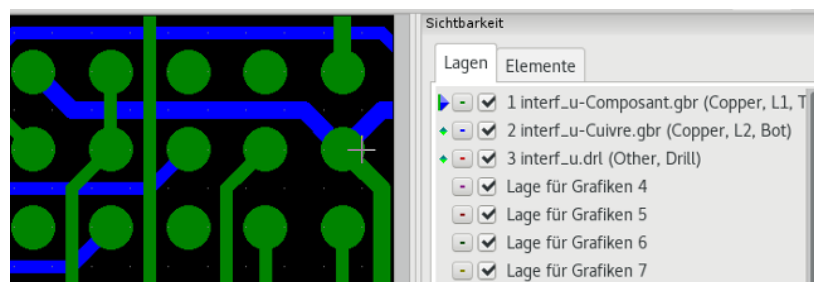 Sichtbarkeit
Lagen Elemente
1 interf_u-Composant.gbr (Copper, L1, T
2 interf_u-Cuivre.gbr (Copper, L2, Bot)
3 interf_u.drl (Other, Drill)
Lage für Grafiken 4
Lage für Grafiken 5
Lage für Grafiken 6
Lage für Grafiken 7